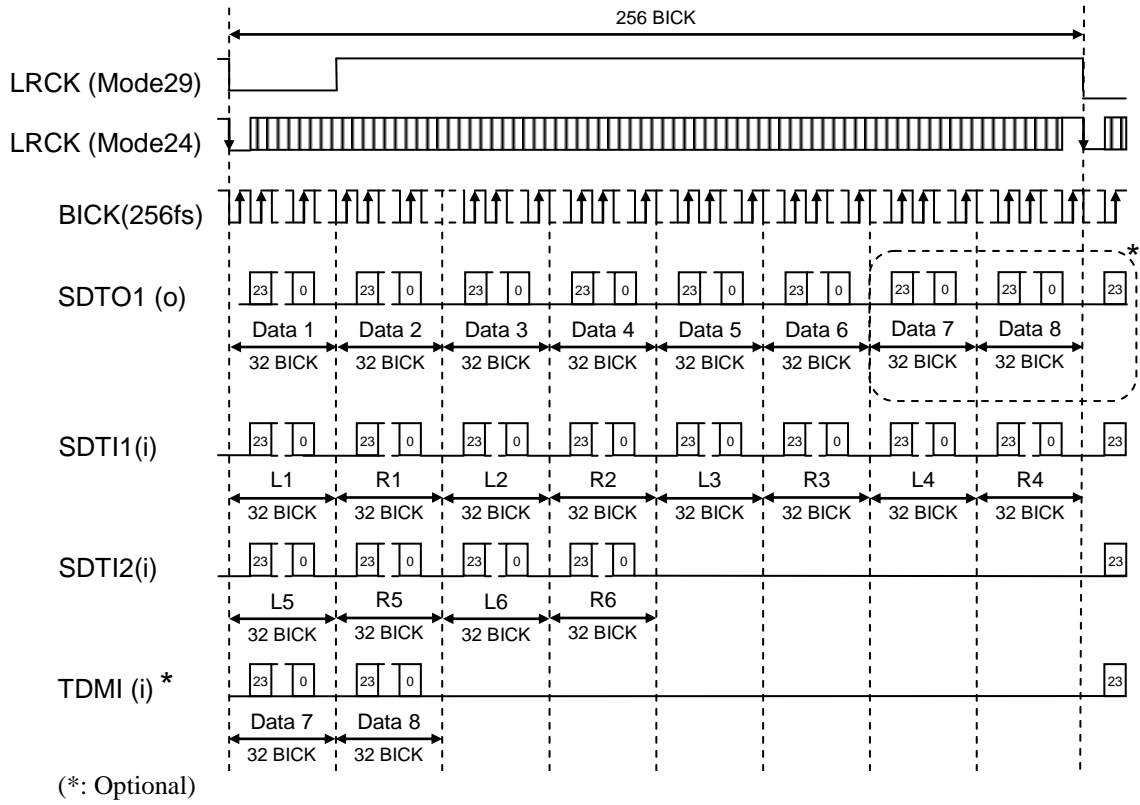 256 BICK
LRCK (Mode29)
LRCK (Mode24)
BICK(256fs)
*
SDTO1 (o)
23 0 23 0 23 0 23 0 23 0 23 0 23 0 23 0 23
Data 1 Data 2 Data 3 Data 4 Data 5 Data 6 Data 7 Data 8
32 BICK 32 BICK 32 BICK 32 BICK 32 BICK 32 BICK 32 BICK 32 BICK
SDTI1(i)
23 0 23 0 23 0 23 0 23 0 23 0 23 0 23 0 23
L1 R1 L2 R2 L3 R3 L4 R4
32 BICK 32 BICK 32 BICK 32 BICK 32 BICK 32 BICK 32 BICK 32 BICK
SDTI2(i)
23 0 23 0 23 0 23 0 23
L5 R5 L6 R6
32 BICK 32 BICK 32 BICK 32 BICK
TDMI (i) *
23 0 23 0 23
Data 7 Data 8
32 BICK 32 BICK
(*: Optional)